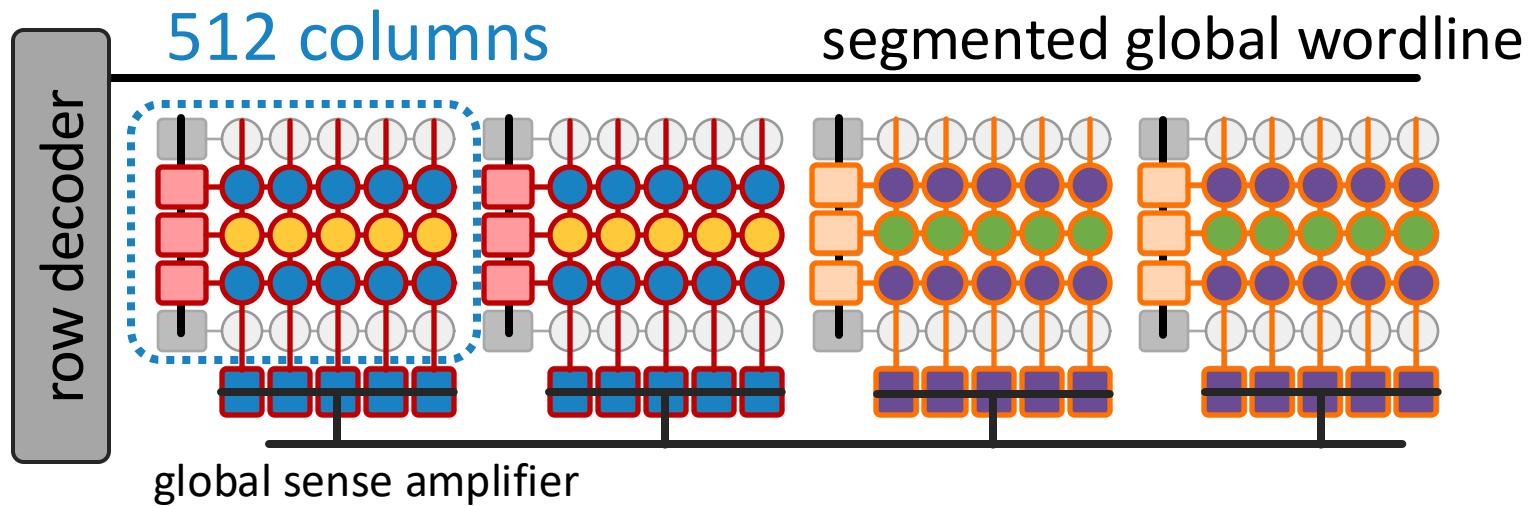 512 columns
segmented global wordline
row decoder
global sense amplifier